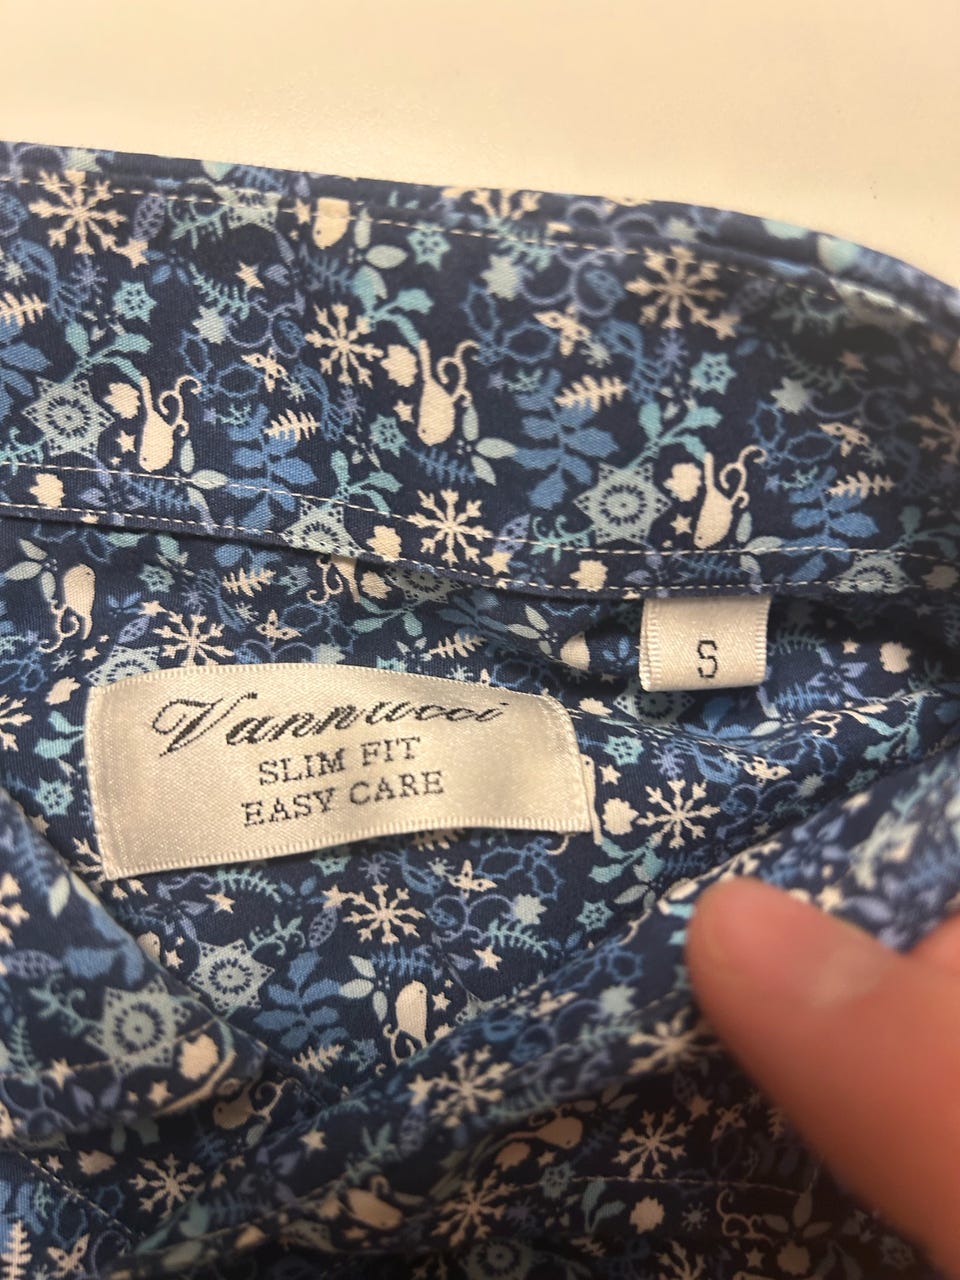 S
Vannucci
SLIM FIT
EASY CARE